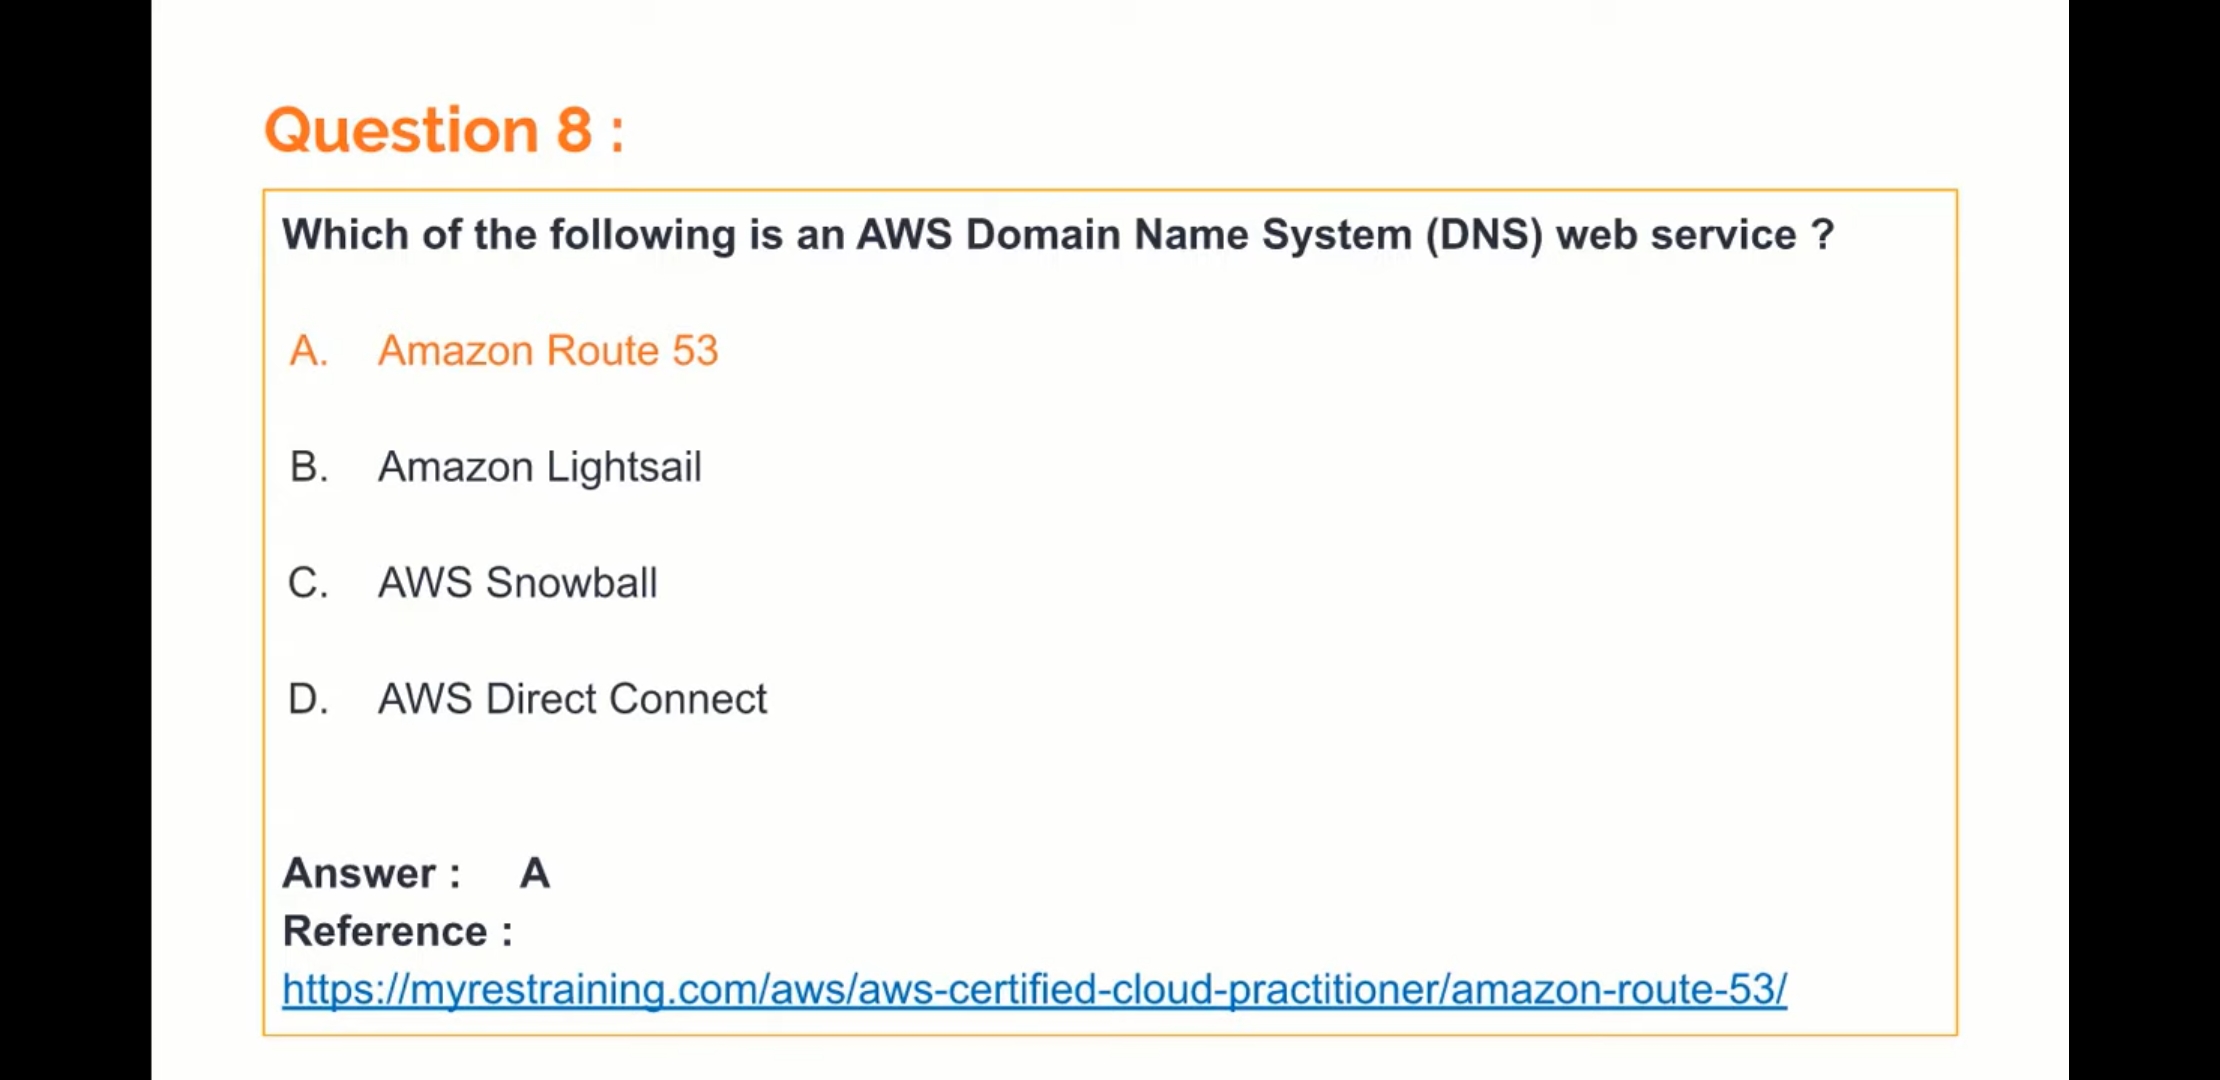 Question 8 :
Which of the following is an AWS Domain Name System (DNS) web service ?
A. Amazon Route 53
B. Amazon Lightsail
C. AWS Snowball
D. AWS Direct Connect
Answer : A
Reference :
https://myrestraining.com/aws/aws-certified-cloud-practitioner/amazon-route-53/